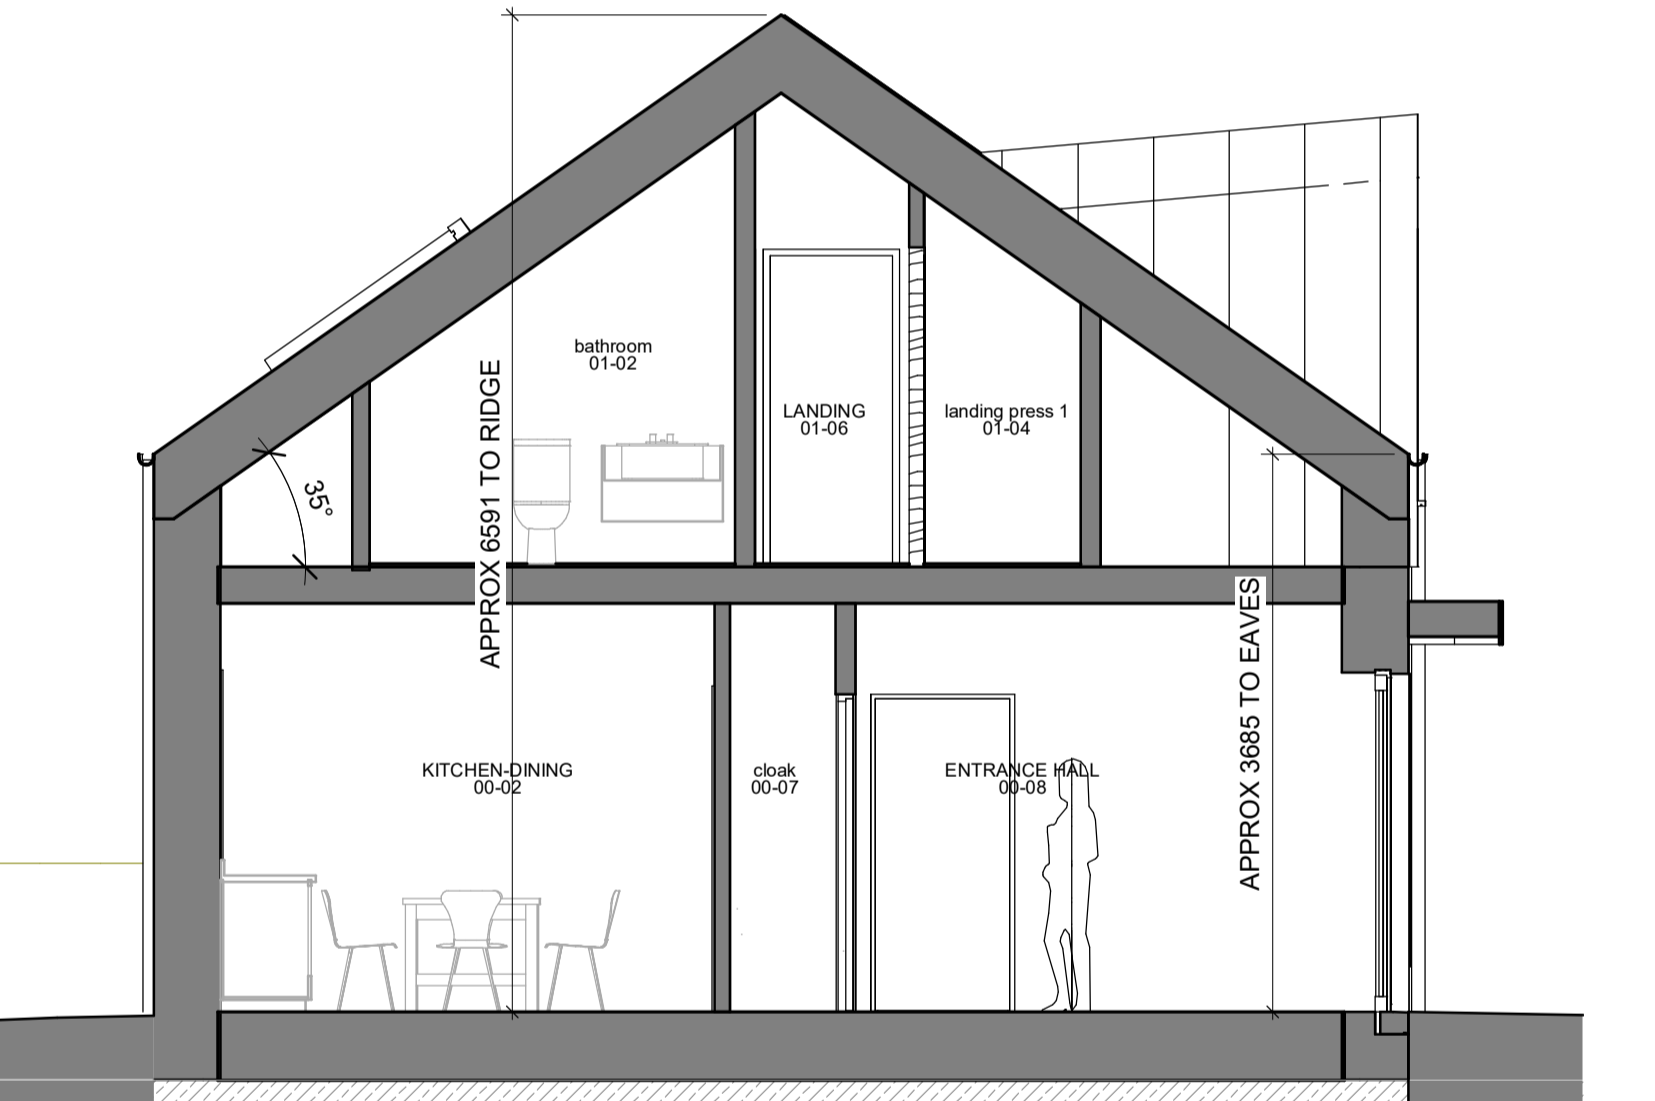 bathroom
01-02
LANDING
01-06
landing press 1
01-04
35°
APPROX 6591 TO RIDGE
APPROX 3685 TO EAVES
KITCHEN-DINING
00-02
cloak
00-07
ENTRANCE HALL
00-08